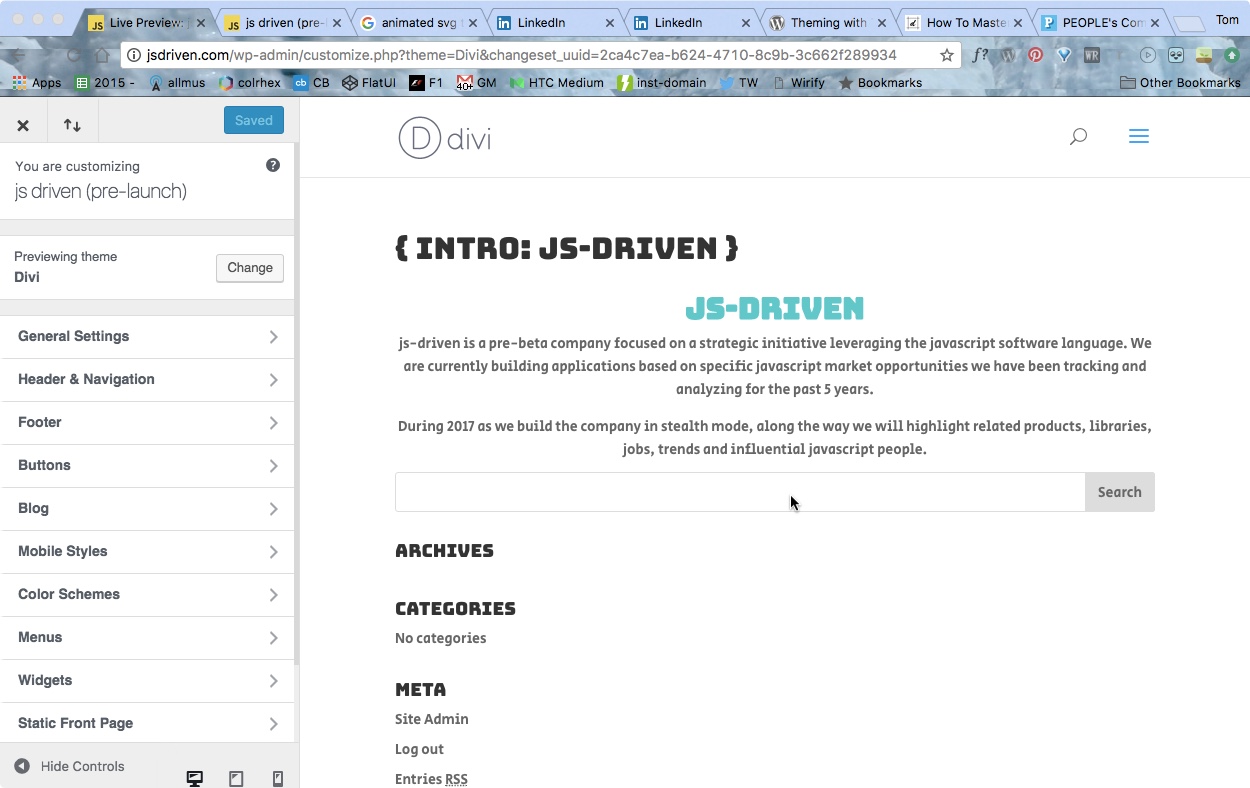 Live Preview:
js driven (pre-
animated svg
LinkedIn
LinkedIn
Theming with
How To Maste
PEOPLE's Com
Tom
jsdriven.com/wp-admin/customize.php?theme=Divi&changeset_uuid=2ca4c7ea-b624-4710-8c9b-3c662f289934
f?
WR
Apps
2015 -
allmus
colrhex
cb CB
FlatUI
F1
40+ GM
HTC Medium
inst-domain
TW
Wirify
Bookmarks
Other Bookmarks
Saved
You are customizing
js driven (pre-launch)
Previewing theme
Divi
Change
General Settings
Header & Navigation
Footer
Buttons
Blog
Mobile Styles
Color Schemes
Menus
Widgets
Static Front Page
Hide Controls
D divi
{ INTRO: JS-DRIVEN }
JS-DRIVEN
js-driven is a pre-beta company focused on a strategic initiative leveraging the javascript software language. We
are currently building applications based on specific javascript market opportunities we have been tracking and
analyzing for the past 5 years.
During 2017 as we build the company in stealth mode, along the way we will highlight related products, libraries,
jobs, trends and influential javascript people.
Search
ARCHIVES
CATEGORIES
No categories
META
Site Admin
Log out
Entries RSS